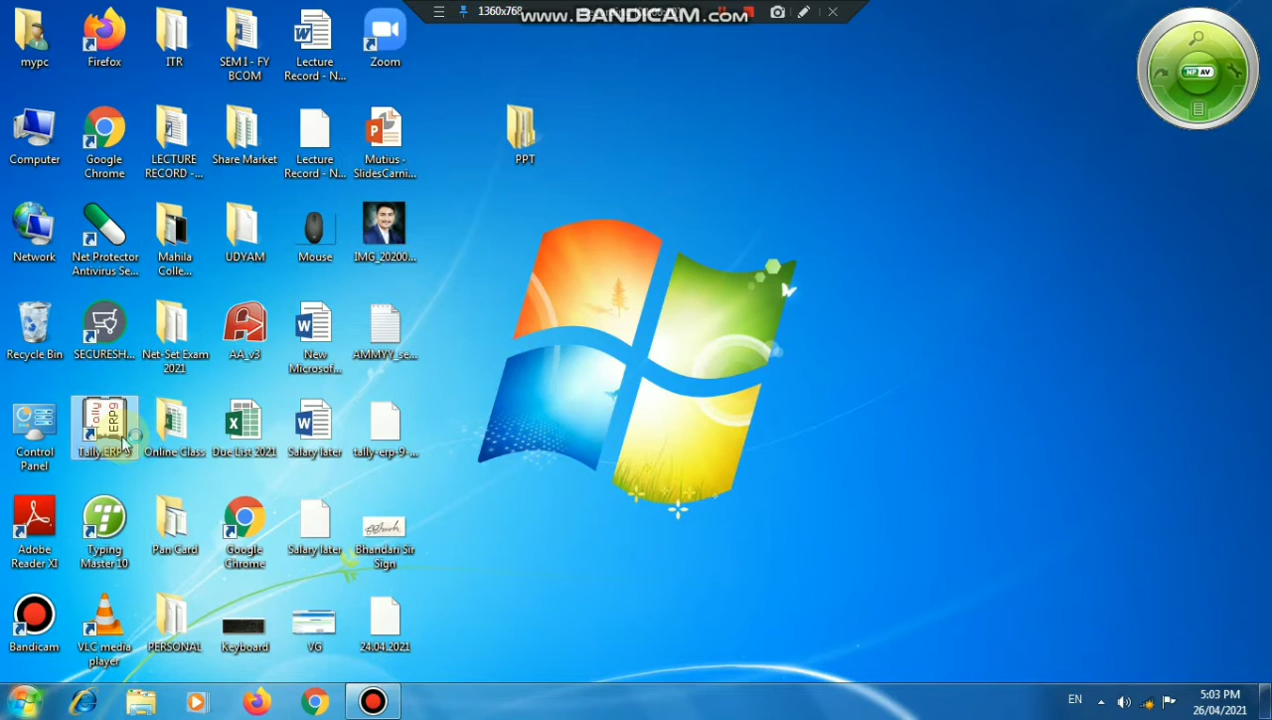 1360x768
www.BANDICAM.com
mypc
Firefox
ITR
SEM I - FY
BCOM
Lecture
Record - N...
Zoom
Computer
Google
Chrome
LECTURE
RECORD -...
Share Market
Lecture
Record - N...
Mutius -
SlidesCarni...
PPT
Network
Net Protector
Antivirus Se...
Mahila
Colle...
UDYAM
Mouse
IMG_20200...
Recycle Bin
SECURESH...
Net-Set Exam
2021
AA_v3
New
Microsof...
AMMYY_se...
Control
Panel
Tally.ERP 9
Online Class
Due List 2021
Salary later
tally-erp-9-...
Adobe
Reader XI
Typing
Master 10
Pan Card
Google
Chrome
Salary later
Bhandari Sir
Sign
Bandicam
VLC media
player
PERSONAL
Keyboard
VG
24.04.2021
NP AV
EN
5:03 PM
26/04/2021